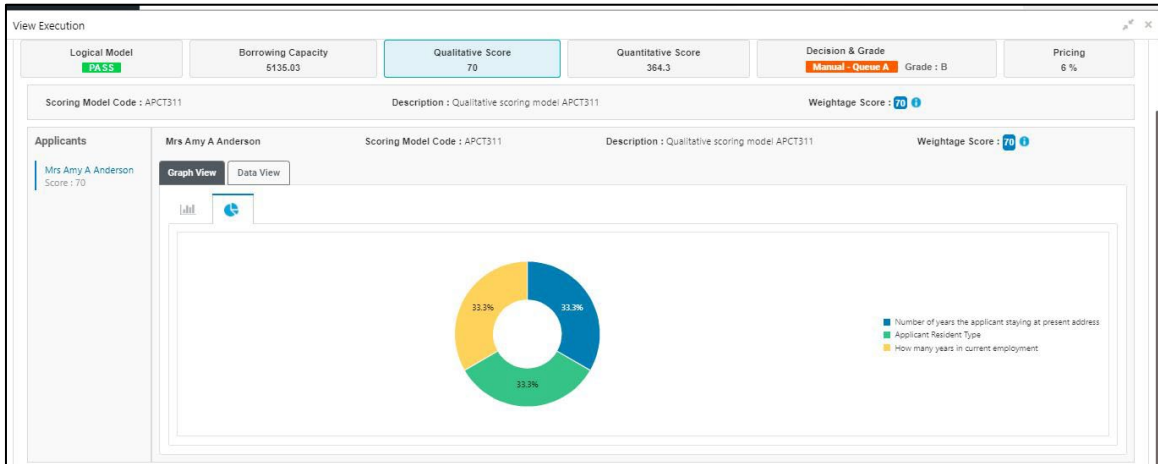 View Execution
Logical Model
PASS
Borrowing Capacity
5135.03
Qualitative Score
70
Quantitative Score
364.3
Decision & Grade
Manual - Queue A Grade : B
Pricing
6 %
Scoring Model Code : APCT311 Description : Qualitative scoring model APCT311 Weightage Score : 70
Applicants
Mrs Amy A Anderson
Score : 70
Mrs Amy A Anderson Scoring Model Code : APCT311 Description : Qualitative scoring model APCT311 Weightage Score : 70
Graph View Data View
33.3%
33.3%
33.3%
Number of years the applicant staying at present address
Applicant Resident Type
How many years in current employment